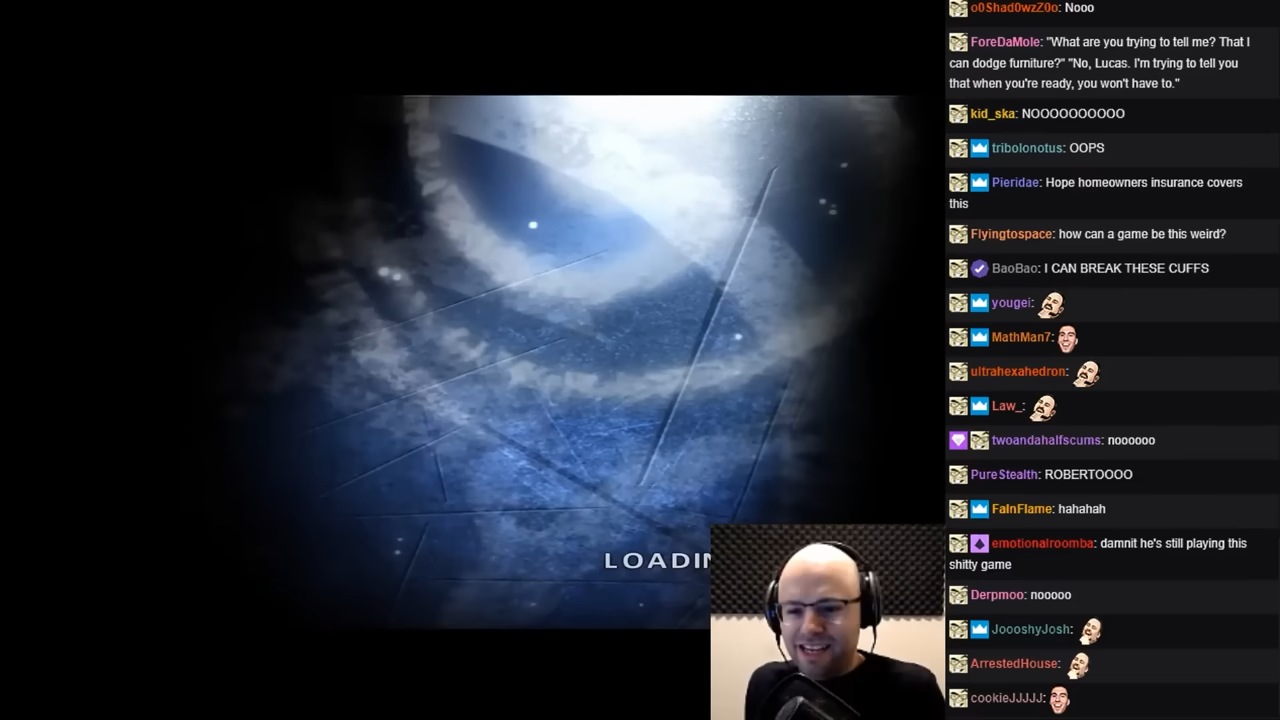 LOADIN
o0Shad0wzZ0o: Nooo
ForeDaMole: "What are you trying to tell me? That I
can dodge furniture?" "No, Lucas. I'm trying to tell you
that when you're ready, you won't have to."
kid_ska: NOOOOOOOOOO
tribolonotus: OOPS
Pieridae: Hope homeowners insurance covers
this
Flyingtospace: how can a game be this weird?
BaoBao: I CAN BREAK THESE CUFFS
yougei:
MathMan7:
ultrahexahedron:
Law_:
twoandahalfscums: noooooo
PureStealth: ROBERTOOOO
FalnFlame: hahahah
emotionalroomba: damnit he's still playing this
shitty game
Derpmoo: nooooo
JoooshyJosh:
ArrestedHouse:
cookieJJJJJ: